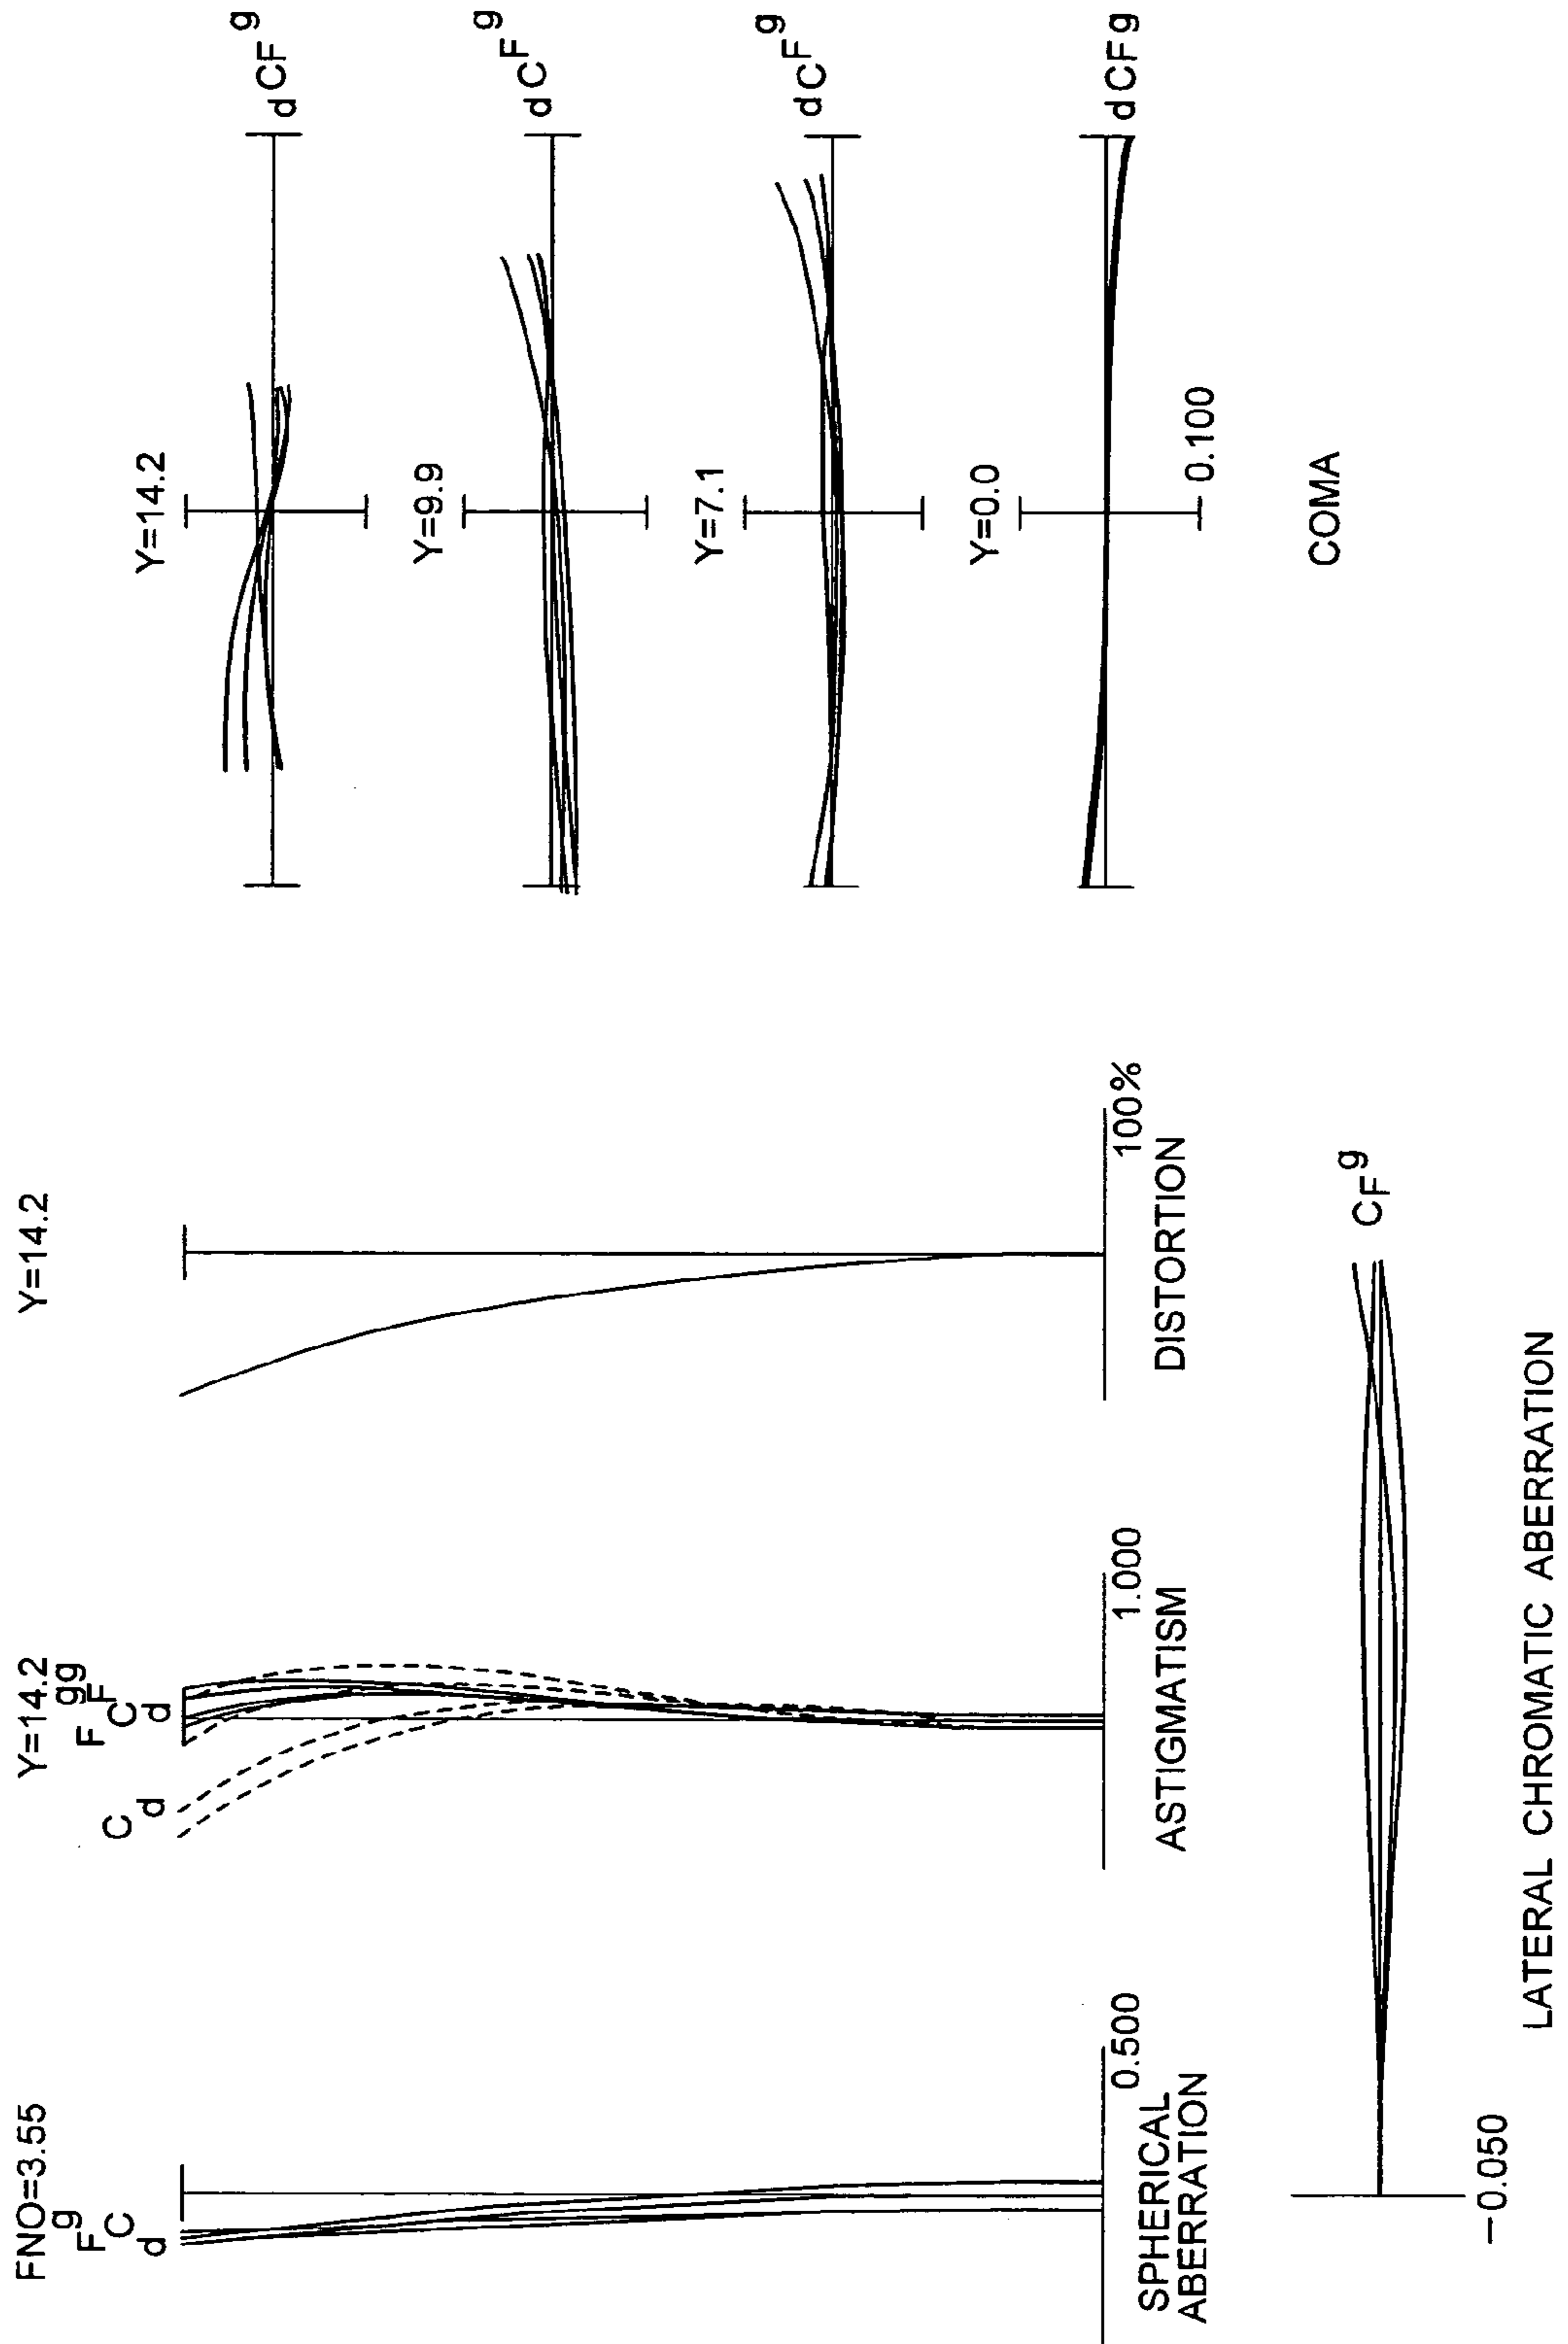 FNO=3.55
F g
d C
0.500
SPHERICAL
ABERRATION
Y=14.2
F gg
C F
d
C d
1.000
ASTIGMATISM
Y=14.2
100%
DISTORTION
Y=14.2
d C F g
Y=9.9
d C F g
Y=7.1
d C F g
Y=0.0
d C F g
0.100
COMA
C F g
−0.050
LATERAL CHROMATIC ABERRATION